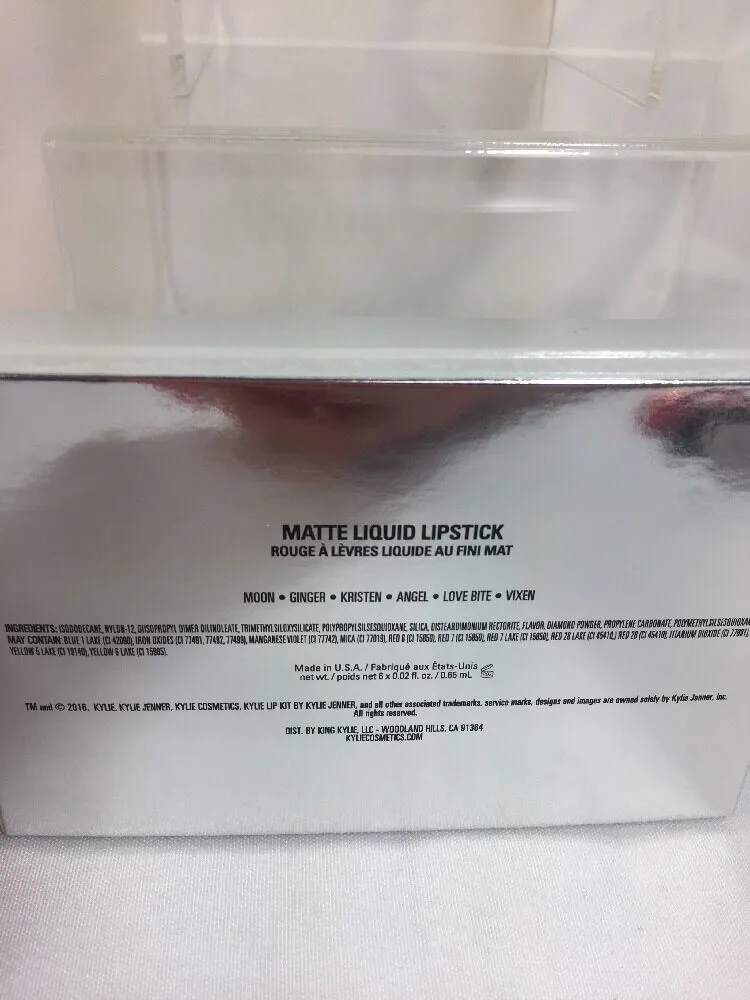 MATTE LIQUID LIPSTICK
ROUGE À LÈVRES LIQUIDE AU FINI MAT
MOON • GINGER • KRISTEN • ANGEL • LOVE BITE • VIXEN
INGREDIENTS: ISODODECANE, NYLON-12, DIISOPROPYL DIMER DILINOLEATE, TRIMETHYLSILOXYSILICATE, POLYPROPYLSILSESQUIOXANE, SILICA, DISTEARDIMONIUM HECTORITE, FLAVOR, DIAMOND POWDER, PROPYLENE CARBONATE, POLYMETHYLSILSESQUIOXANE
MAY CONTAIN: BLUE 1 LAKE (CI 42090), IRON OXIDES (CI 77491, 77492, 77499), MANGANESE VIOLET (CI 77742), MICA (CI 77019), RED 6 (CI 15850), RED 7 (CI 15850), RED 7 LAKE (CI 15850), RED 28 LAKE (CI 45410), RED 28 (CI 45410), TITANIUM DIOXIDE (CI 77891),
YELLOW 5 LAKE (CI 19140), YELLOW 6 LAKE (CI 15985).
Made in U.S.A. / Fabriqué aux États-Unis
net wt. / poids net 6 x 0.02 fl. oz. / 0.65 mL
TM and © 2016. KYLIE, KYLIE JENNER, KYLIE COSMETICS, KYLIE LIP KIT BY KYLIE JENNER, and all other associated trademarks, service marks, designs and images are owned solely by Kylie Jenner, Inc.
All rights reserved.
DIST. BY KING KYLIE, LLC - WOODLAND HILLS, CA 91364
KYLIECOSMETICS.COM